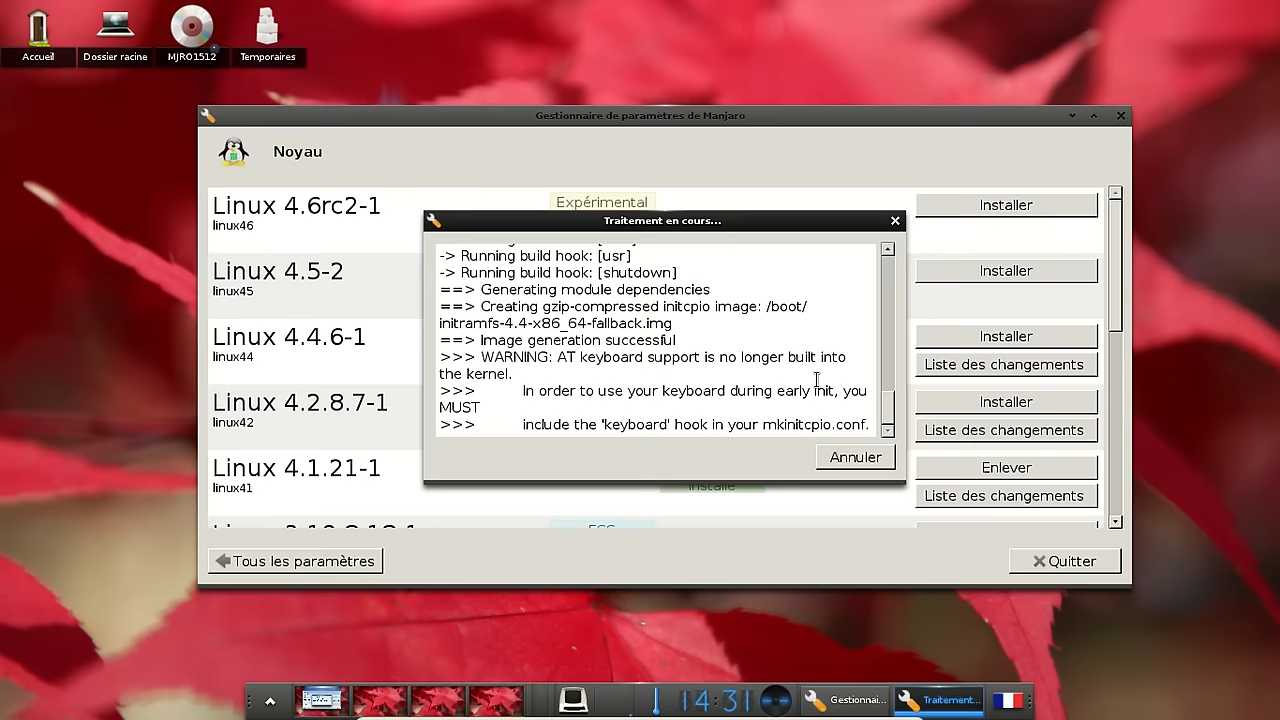 Accueil
Dossier racine
MJRO1512
Temporaires
Gestionnaire de paramètres de Manjaro
Noyau
Linux 4.6rc2-1
linux46
Expérimental
Installer
Linux 4.5-2
linux45
Installer
Linux 4.4.6-1
linux44
Installer
Liste des changements
Linux 4.2.8.7-1
linux42
Installer
Liste des changements
Linux 4.1.21-1
linux41
Installé
Enlever
Liste des changements
Traitement en cours...
-> Running build hook: [usr]
-> Running build hook: [shutdown]
==> Generating module dependencies
==> Creating gzip-compressed initcpio image: /boot/
initramfs-4.4-x86_64-fallback.img
==> Image generation successful
>>> WARNING: AT keyboard support is no longer built into
the kernel.
>>> In order to use your keyboard during early init, you
MUST
>>> include the 'keyboard' hook in your mkinitcpio.conf.
Annuler
Tous les paramètres
Quitter
14:31
Gestionnai...
Traitement...